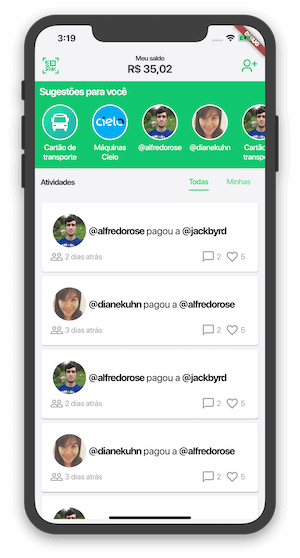 3:19
DEBUG
Meu saldo
R$ 35,02
Sugestões para você
cielo
Cartão de transporte
Máquinas Cielo
@alfredorose
@dianekuhn
Cartão transpo
Atividades
Todas
Minhas
@alfredorose pagou a @jackbyrd
2 dias atrás
2
5
@dianekuhn pagou a @alfredorose
3 dias atrás
2
5
@alfredorose pagou a @jackbyrd
2 dias atrás
2
5
@dianekuhn pagou a @alfredorose
3 dias atrás
2
5